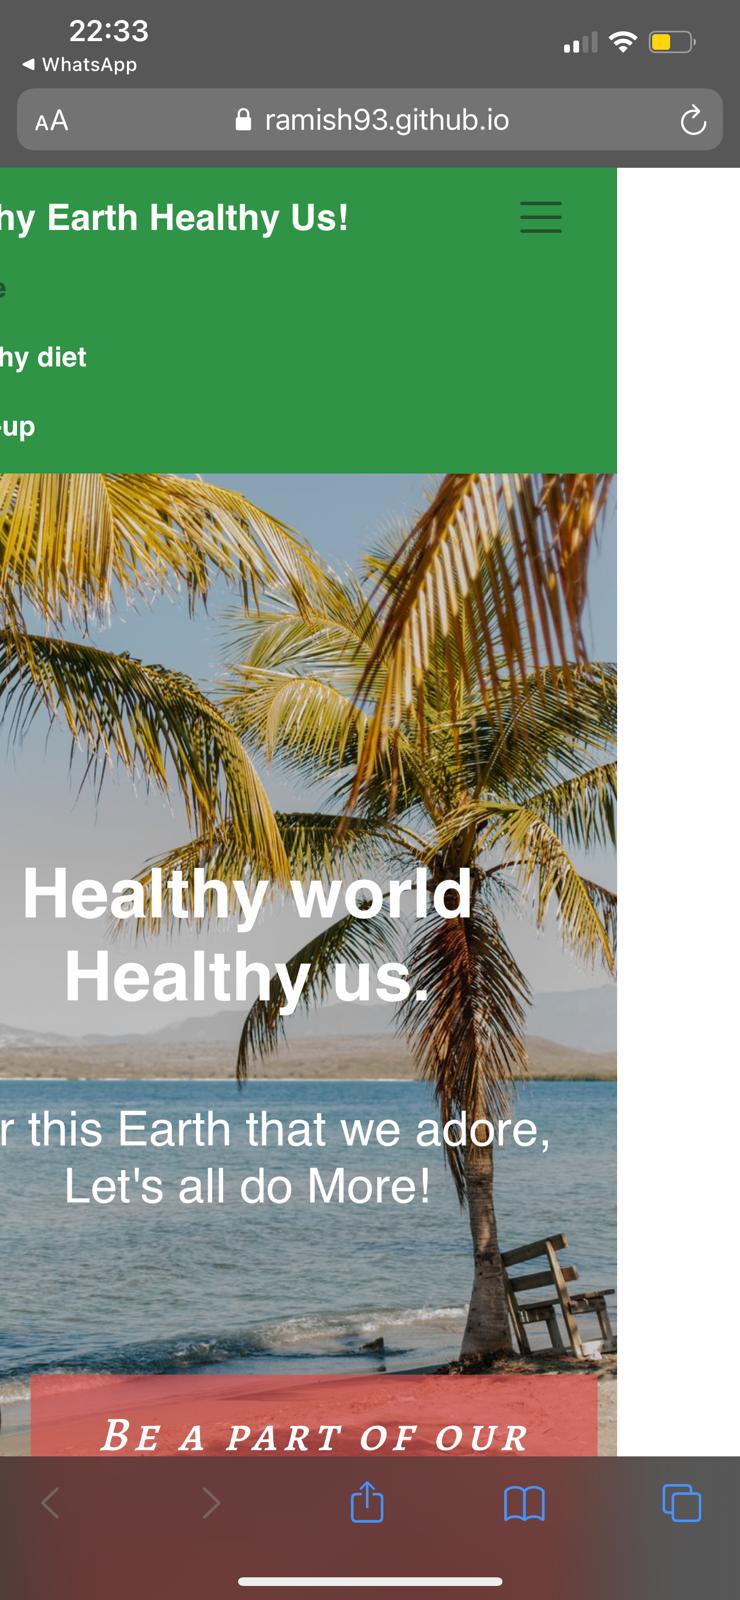 22:33
WhatsApp
AA
ramish93.github.io
hy Earth Healthy Us!
e
hy diet
-up
Healthy world
Healthy us.
r this Earth that we adore,
Let's all do More!
BE A PART OF OUR